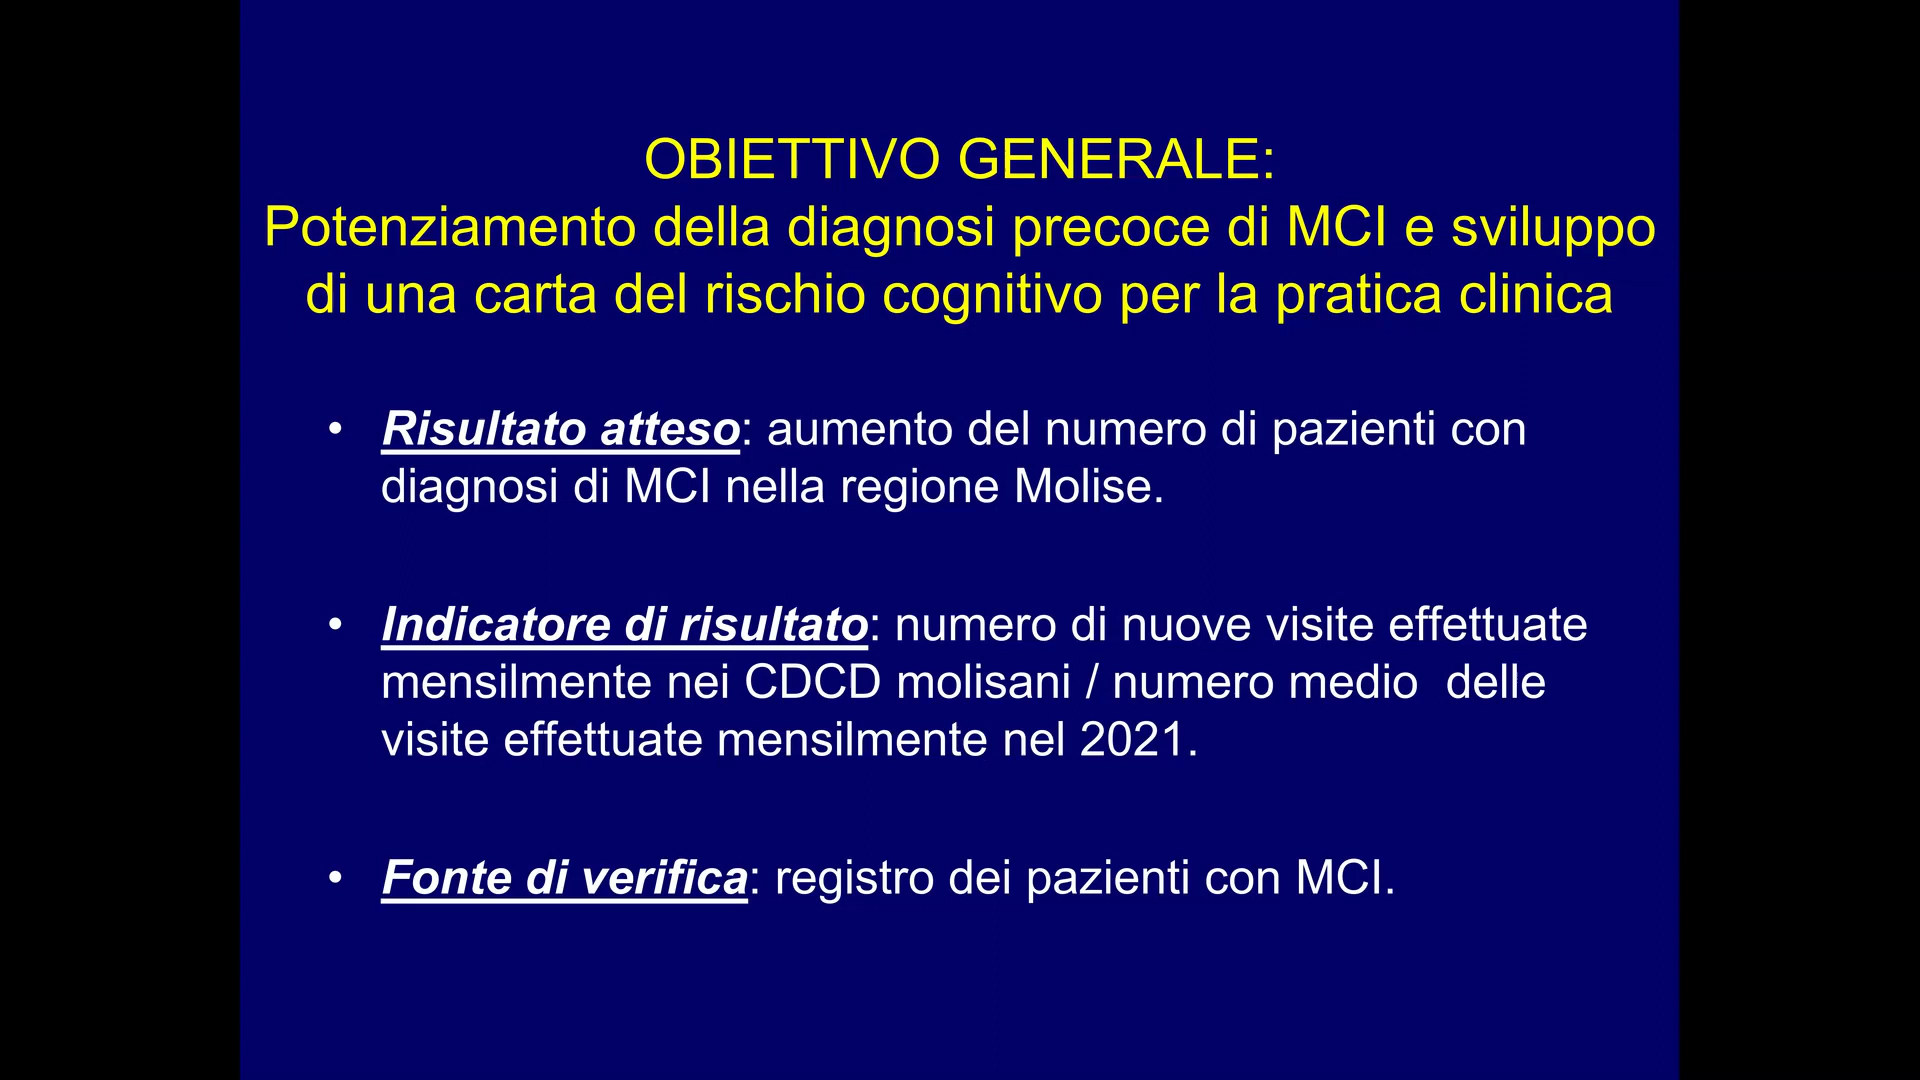 OBIETTIVO GENERALE:
Potenziamento della diagnosi precoce di MCI e sviluppo
di una carta del rischio cognitivo per la pratica clinica
• Risultato atteso: aumento del numero di pazienti con
diagnosi di MCI nella regione Molise.
• Indicatore di risultato: numero di nuove visite effettuate
mensilmente nei CDCD molisani / numero medio  delle
visite effettuate mensilmente nel 2021.
• Fonte di verifica: registro dei pazienti con MCI.